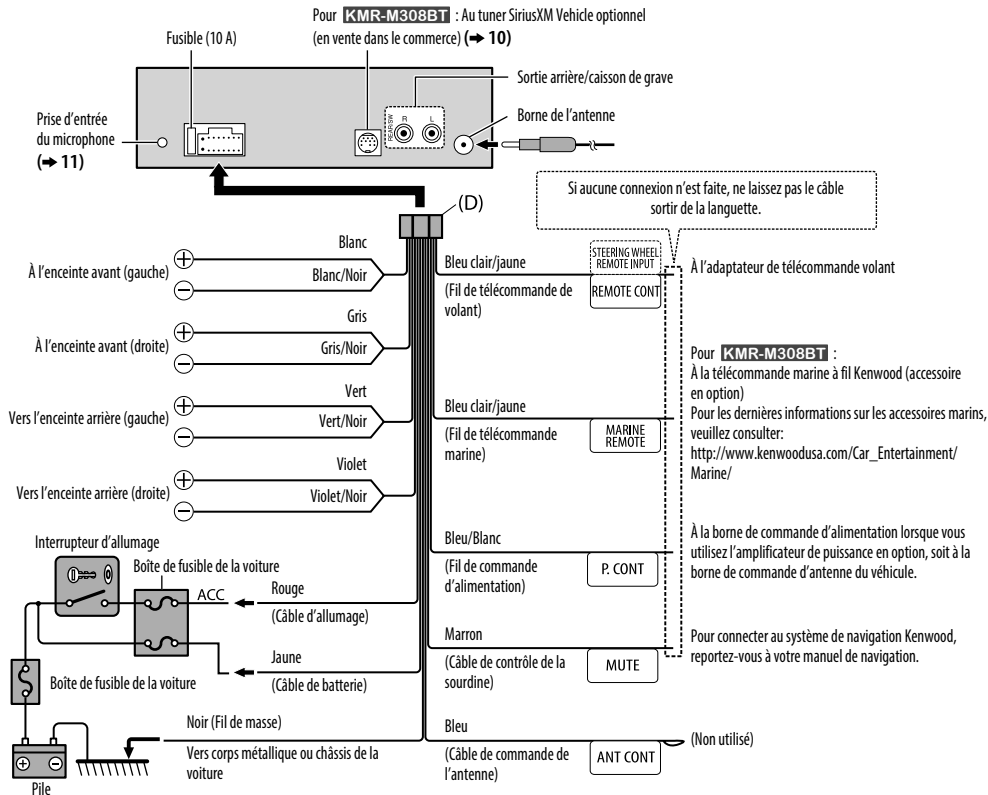 Pour KMR-M308BT : Au tuner SiriusXM Vehicle optionnel
(en vente dans le commerce) (➜ 10)
Fusible (10 A)
Sortie arrière/caisson de grave
Borne de l'antenne
Prise d'entrée
du microphone
(➜ 11)
REAR/SW
R L
(D)
Si aucune connexion n'est faite, ne laissez pas le câble
sortir de la languette.
À l'enceinte avant (gauche)
+
Blanc
Blanc/Noir
−
À l'enceinte avant (droite)
+
Gris
Gris/Noir
−
Vers l'enceinte arrière (gauche)
+
Vert
Vert/Noir
−
Vers l'enceinte arrière (droite)
+
Violet
Violet/Noir
−
Interrupteur d'allumage
Boîte de fusible de la voiture
ACC
Rouge
(Câble d'allumage)
Jaune
(Câble de batterie)
Boîte de fusible de la voiture
Noir (Fil de masse)
Vers corps métallique ou châssis de la
voiture
+ −
Pile
Bleu clair/jaune
(Fil de télécommande de
volant)
STEERING WHEEL
REMOTE INPUT
REMOTE CONT
À l'adaptateur de télécommande volant
Bleu clair/jaune
(Fil de télécommande
marine)
MARINE
REMOTE
Pour KMR-M308BT :
À la télécommande marine à fil Kenwood (accessoire
en option)
Pour les dernières informations sur les accessoires marins,
veuillez consulter:
http://www.kenwoodusa.com/Car_Entertainment/
Marine/
Bleu/Blanc
(Fil de commande
d'alimentation)
P. CONT
À la borne de commande d'alimentation lorsque vous
utilisez l'amplificateur de puissance en option, soit à la
borne de commande d'antenne du véhicule.
Marron
(Câble de contrôle de la
sourdine)
MUTE
Pour connecter au système de navigation Kenwood,
reportez-vous à votre manuel de navigation.
Bleu
(Câble de commande de
l'antenne)
ANT CONT
(Non utilisé)